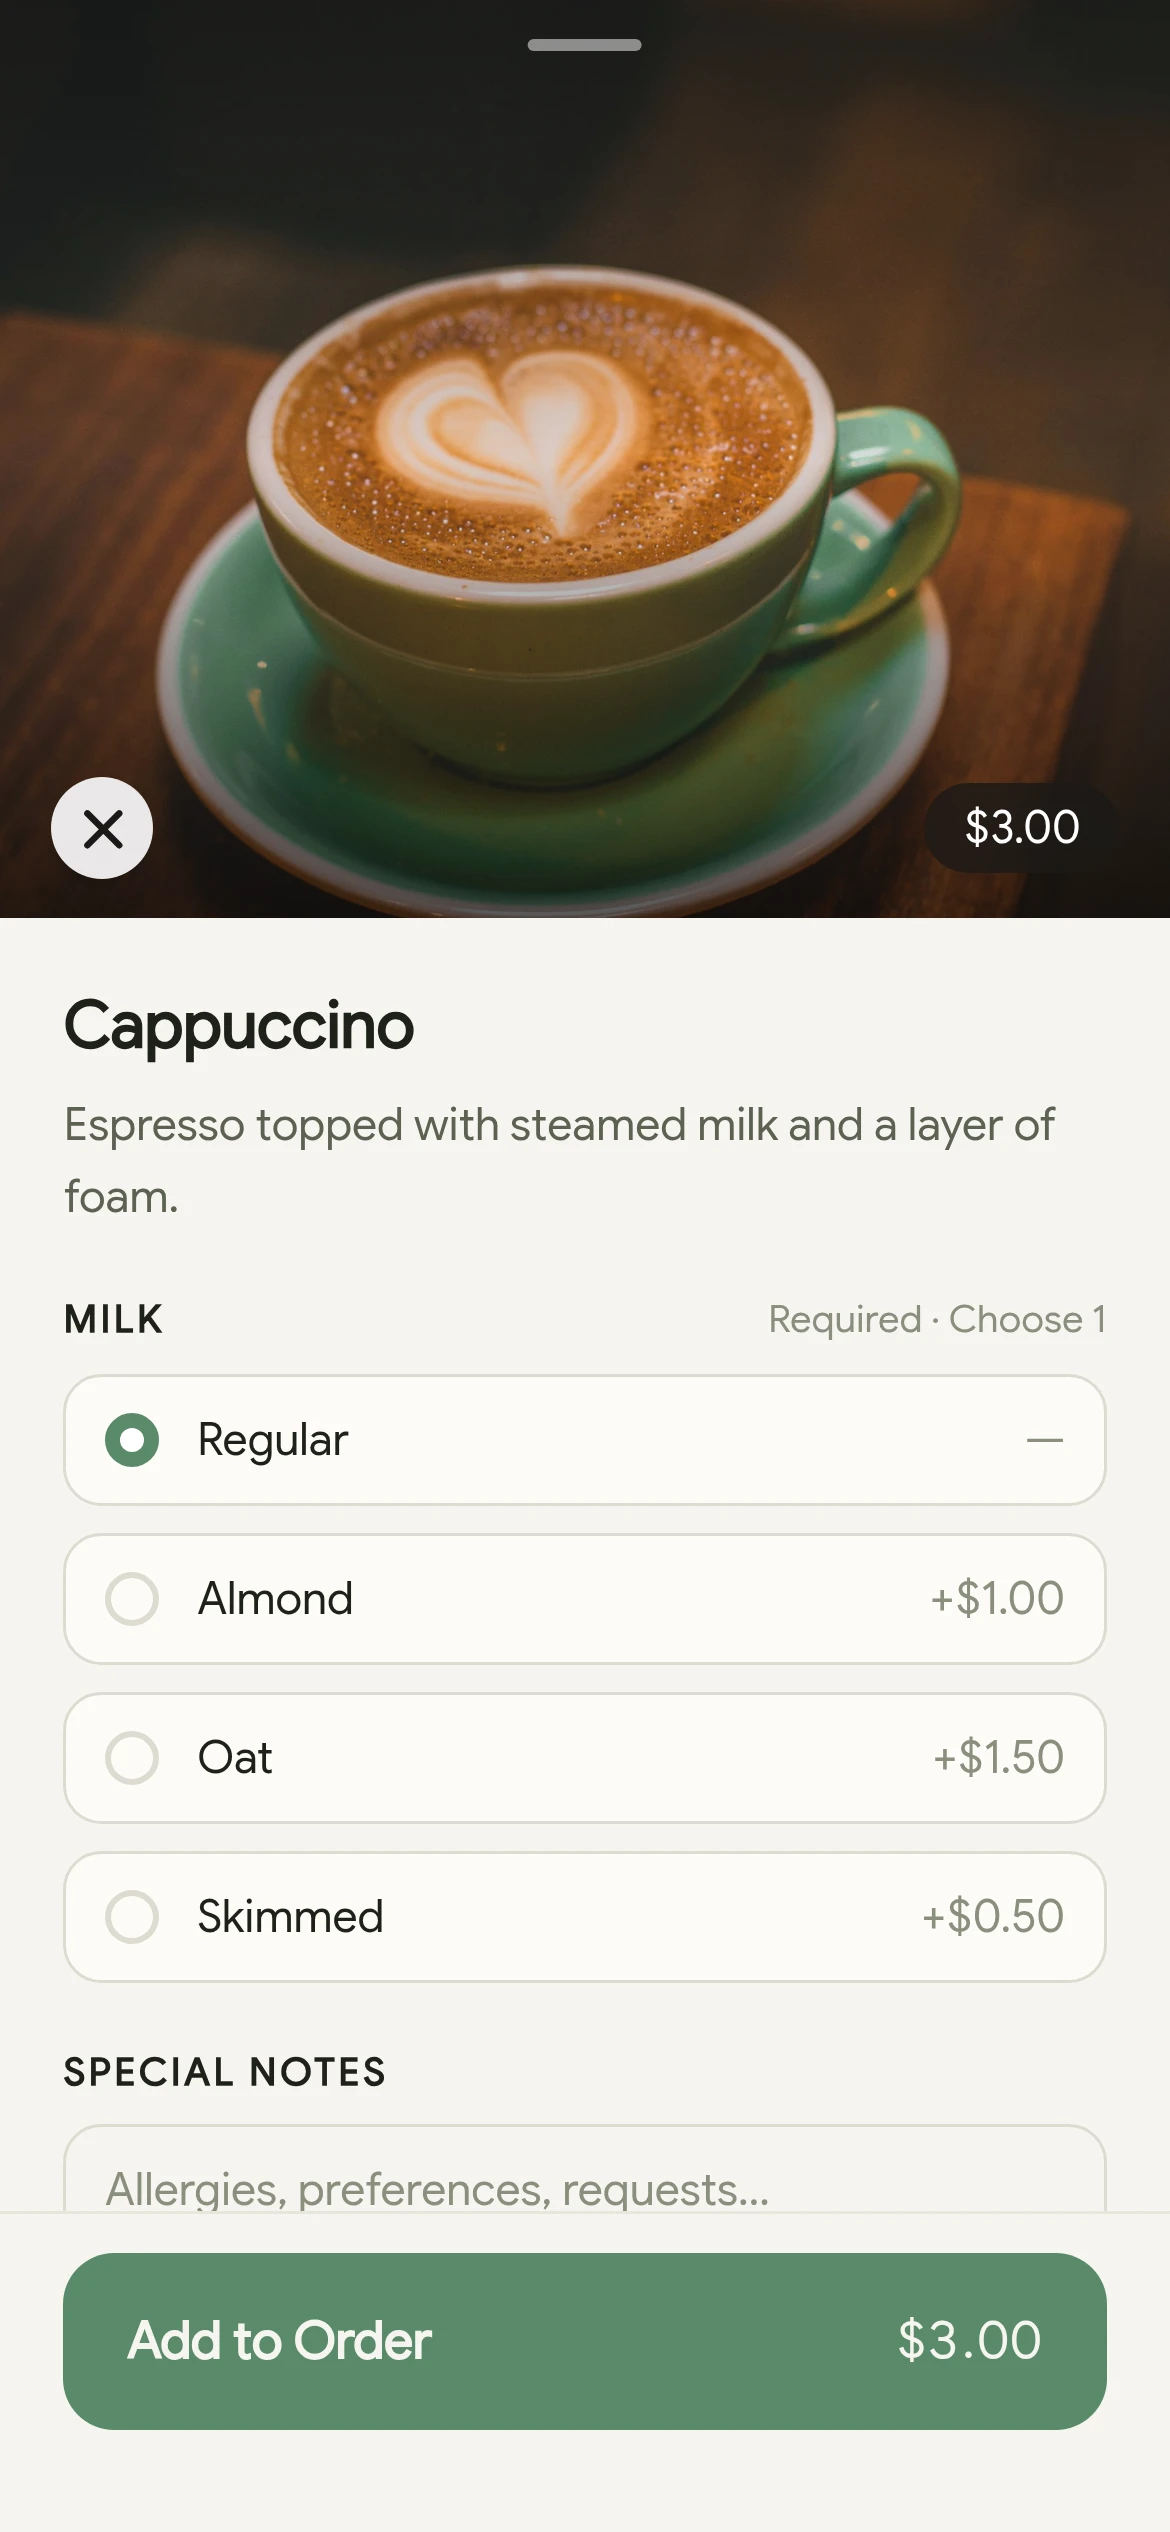 $3.00
Cappuccino
Espresso topped with steamed milk and a layer of
foam.
MILK
Required · Choose 1
Regular —
Almond +$1.00
Oat +$1.50
Skimmed +$0.50
SPECIAL NOTES
Allergies, preferences, requests...
Add to Order $3.00